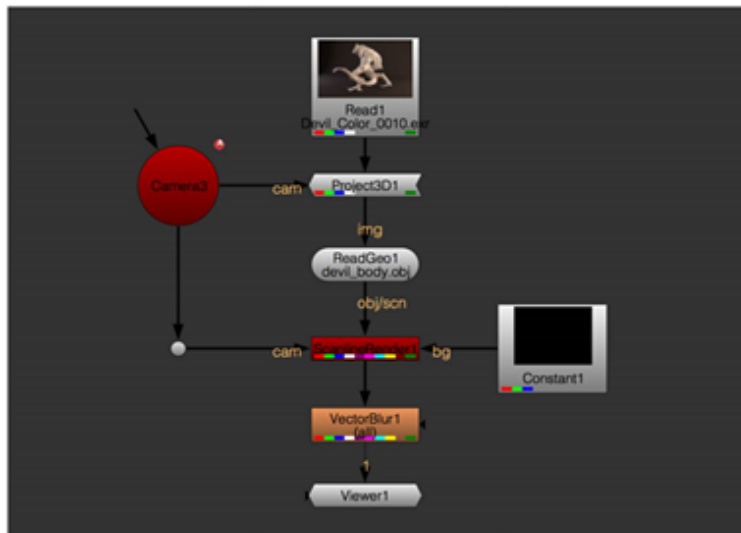 Read1
Devil_Color_0010.exr
Camera3
cam
Project3D1
img
ReadGeo1
devil_body.obj
obj/scn
cam
ScanlineRender1
bg
Constant1
VectorBlur1
(all)
1
Viewer1